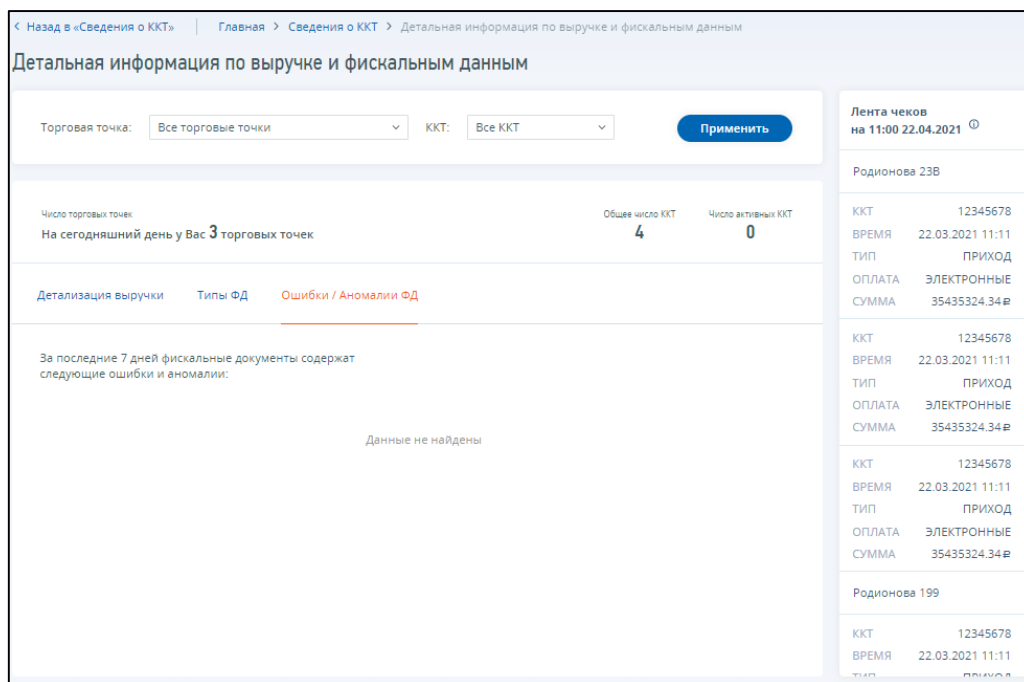 < Назад в «Сведения о ККТ» Главная > Сведения о ККТ > Детальная информация по выручке и фискальным данным
Детальная информация по выручке и фискальным данным
Торговая точка: Все торговые точки ККТ: Все ККТ Применить
Число торговых точек
На сегодняшний день у Вас 3 торговых точек
Общее число ККТ
4
Число активных ККТ
0
Детализация выручки Типы ФД Ошибки / Аномалии ФД
За последние 7 дней фискальные документы содержат
следующие ошибки и аномалии:
Данные не найдены
Лента чеков
на 11:00 22.04.2021
Родионова 23В
ККТ 12345678
ВРЕМЯ 22.03.2021 11:11
ТИП ПРИХОД
ОПЛАТА ЭЛЕКТРОННЫЕ
СУММА 35435324.34₽
ККТ 12345678
ВРЕМЯ 22.03.2021 11:11
ТИП ПРИХОД
ОПЛАТА ЭЛЕКТРОННЫЕ
СУММА 35435324.34₽
ККТ 12345678
ВРЕМЯ 22.03.2021 11:11
ТИП ПРИХОД
ОПЛАТА ЭЛЕКТРОННЫЕ
СУММА 35435324.34₽
Родионова 199
ККТ 12345678
ВРЕМЯ 22.03.2021 11:11
ТИП ПРИХОД